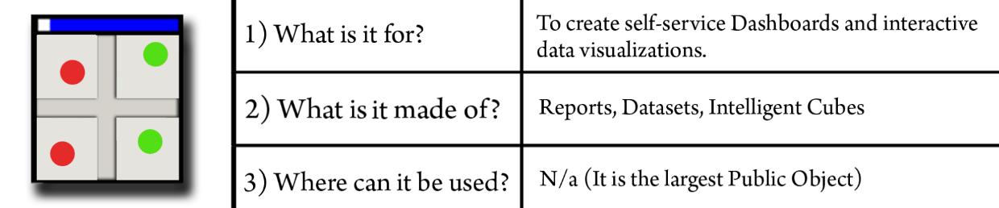 1) What is it for?
To create self-service Dashboards and interactive
data visualizations.
2) What is it made of?
Reports, Datasets, Intelligent Cubes
3) Where can it be used?
N/a (It is the largest Public Object)